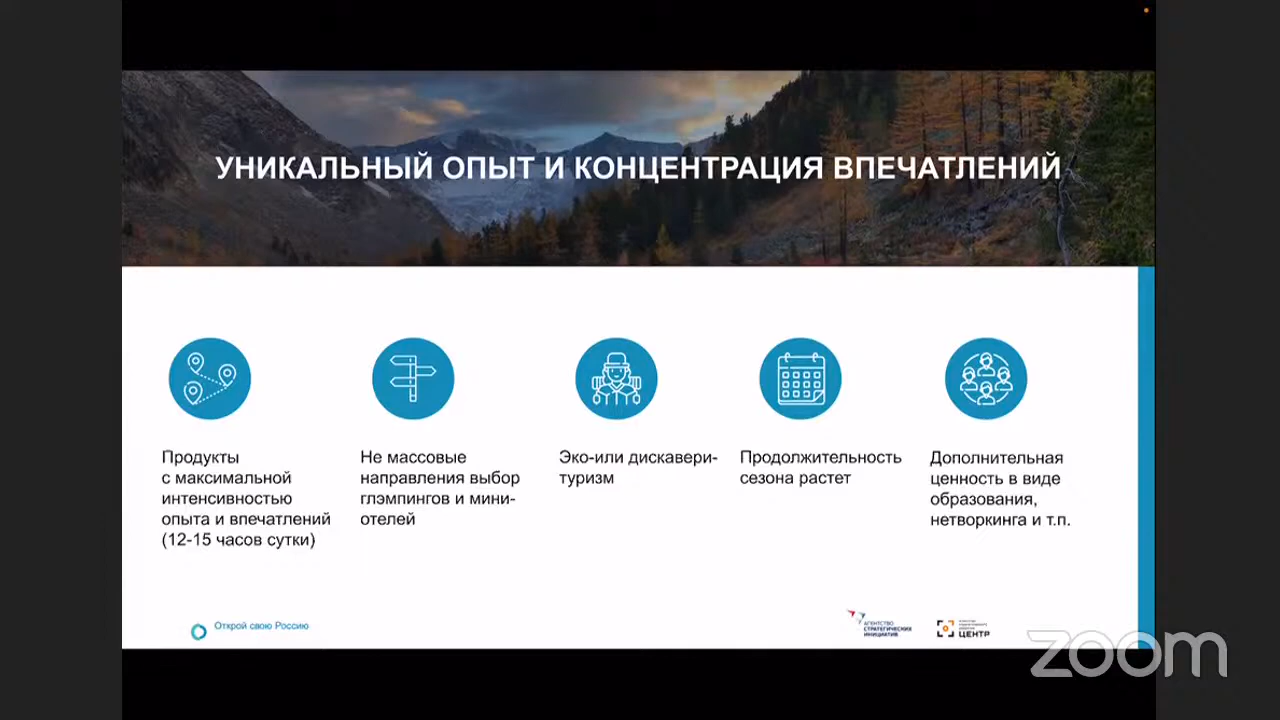 УНИКАЛЬНЫЙ ОПЫТ И КОНЦЕНТРАЦИЯ ВПЕЧАТЛЕНИЙ
Продукты
с максимальной
интенсивностью
опыта и впечатлений
(12-15 часов сутки)
Не массовые
направления выбор
глэмпингов и мини-
отелей
Эко-или дискавери-
туризм
Продолжительность
сезона растет
Дополнительная
ценность в виде
образования,
нетворкинга и т.п.
Открой свою Россию
АГЕНТСТВО
СТРАТЕГИЧЕСКИХ
ИНИЦИАТИВ
ЦЕНТР
zoom